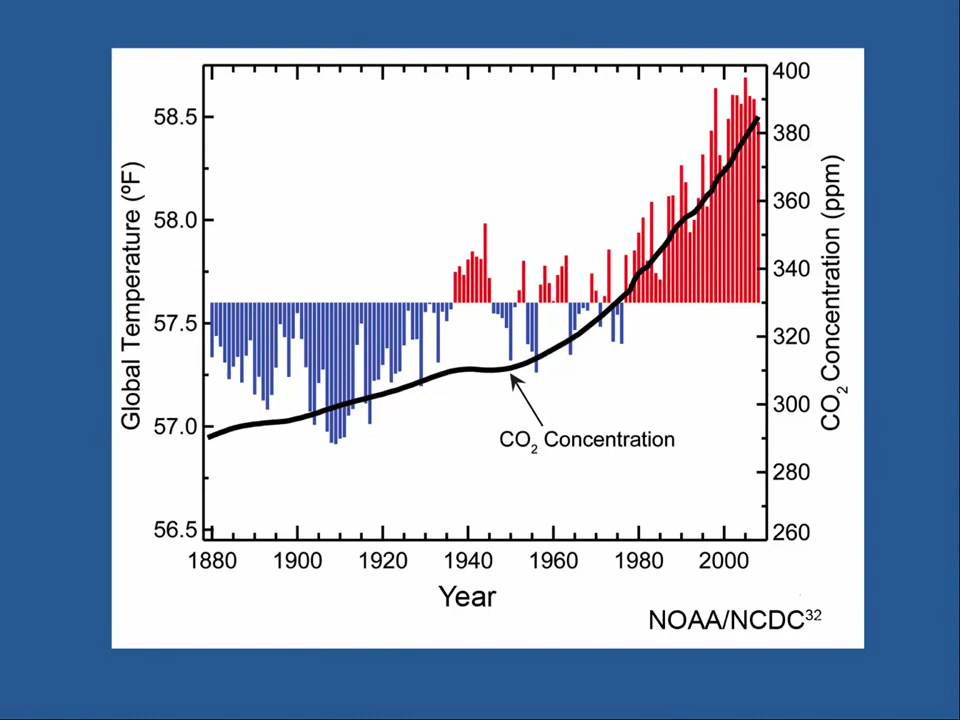 Global Temperature (ºF)
58.5
58.0
57.5
57.0
56.5
400
380
360
340
320
300
280
260
CO2 Concentration (ppm)
CO2 Concentration
1880 1900 1920 1940 1960 1980 2000
Year
NOAA/NCDC32